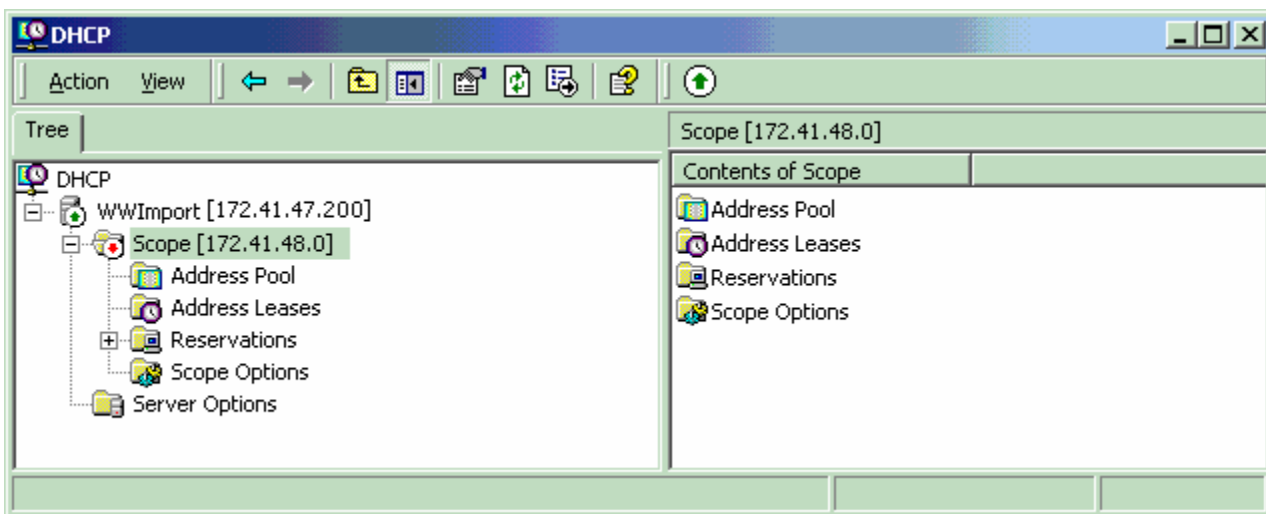 DHCP
Action View
Tree
Scope [172.41.48.0]
DHCP
Contents of Scope
WWImport [172.41.47.200]
Address Pool
Scope [172.41.48.0]
Address Leases
Address Pool
Reservations
Address Leases
Scope Options
Reservations
Scope Options
Server Options